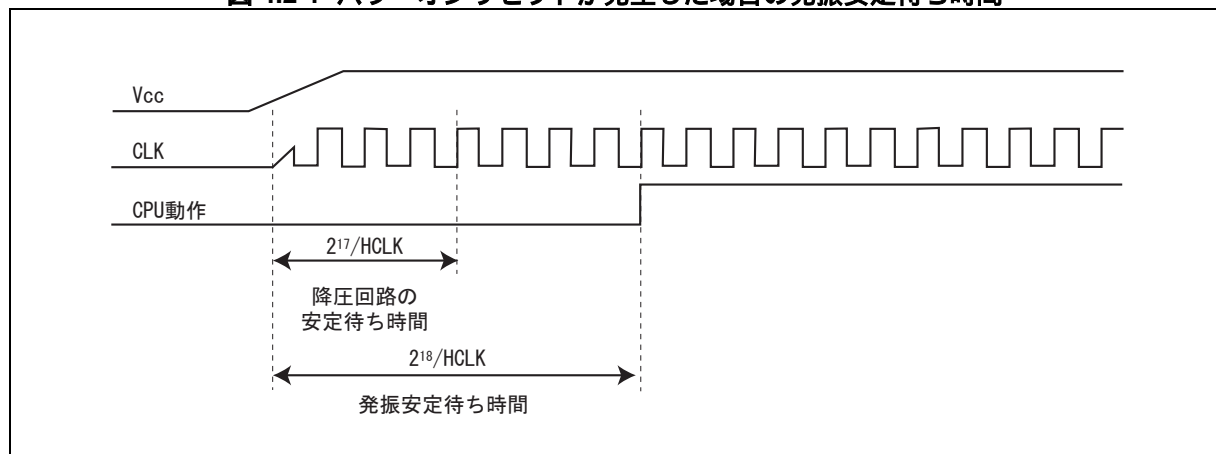 Vcc
CLK
CPU動作
2¹⁷/HCLK
降圧回路の
安定待ち時間
2¹⁸/HCLK
発振安定待ち時間